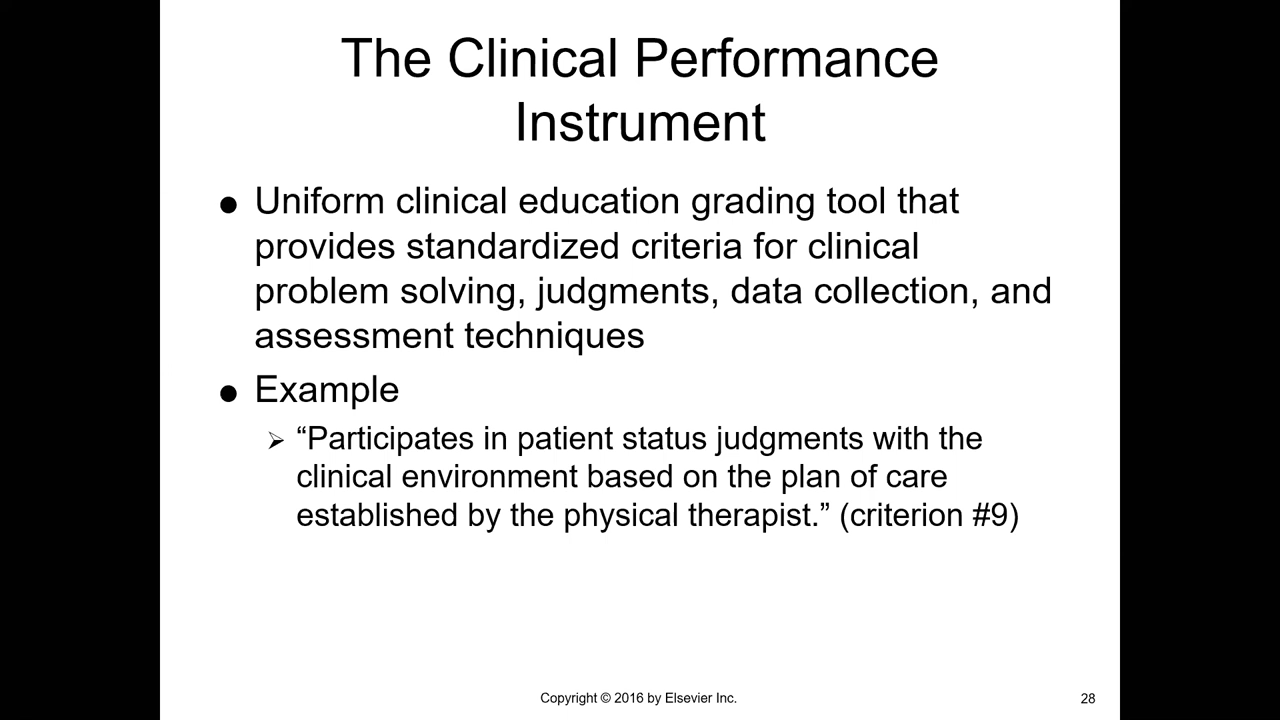 The Clinical Performance
Instrument
● Uniform clinical education grading tool that
provides standardized criteria for clinical
problem solving, judgments, data collection, and
assessment techniques
● Example
➢ “Participates in patient status judgments with the
clinical environment based on the plan of care
established by the physical therapist.” (criterion #9)
Copyright © 2016 by Elsevier Inc.
28